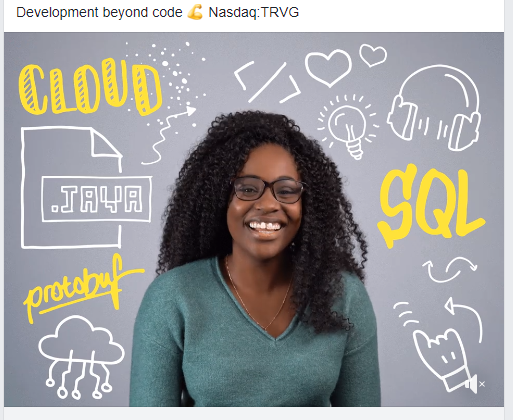 Development beyond code 💪 Nasdaq:TRVG
CLOUD
</>
.JAVA
SQL
protobuf